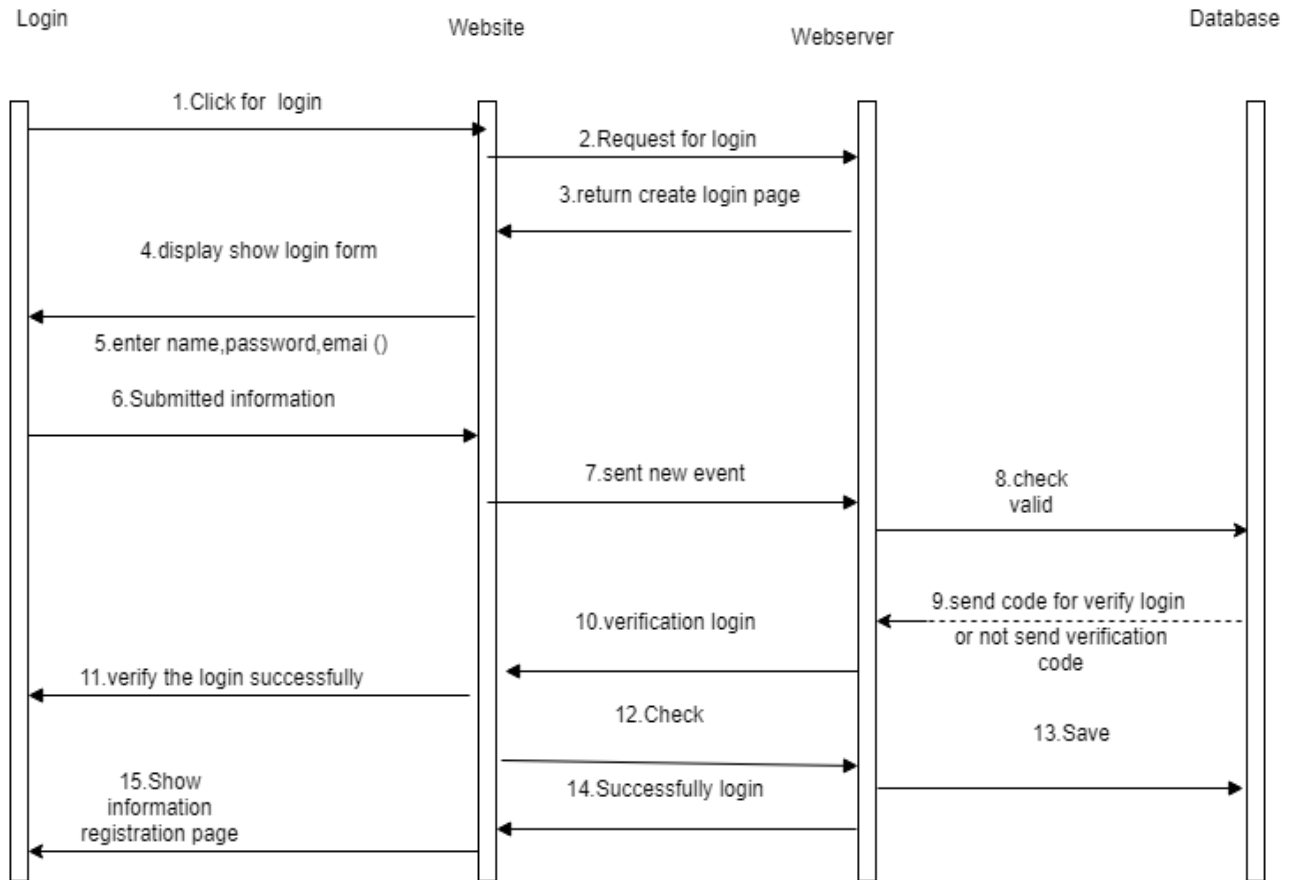 Login
Website
Webserver
Database
1.Click for login
2.Request for login
3.return create login page
4.display show login form
5.enter name,password,emai ()
6.Submitted information
7.sent new event
8.check
valid
9.send code for verify login
or not send verification
code
10.verification login
11.verify the login successfully
12.Check
13.Save
14.Successfully login
15.Show
information
registration page